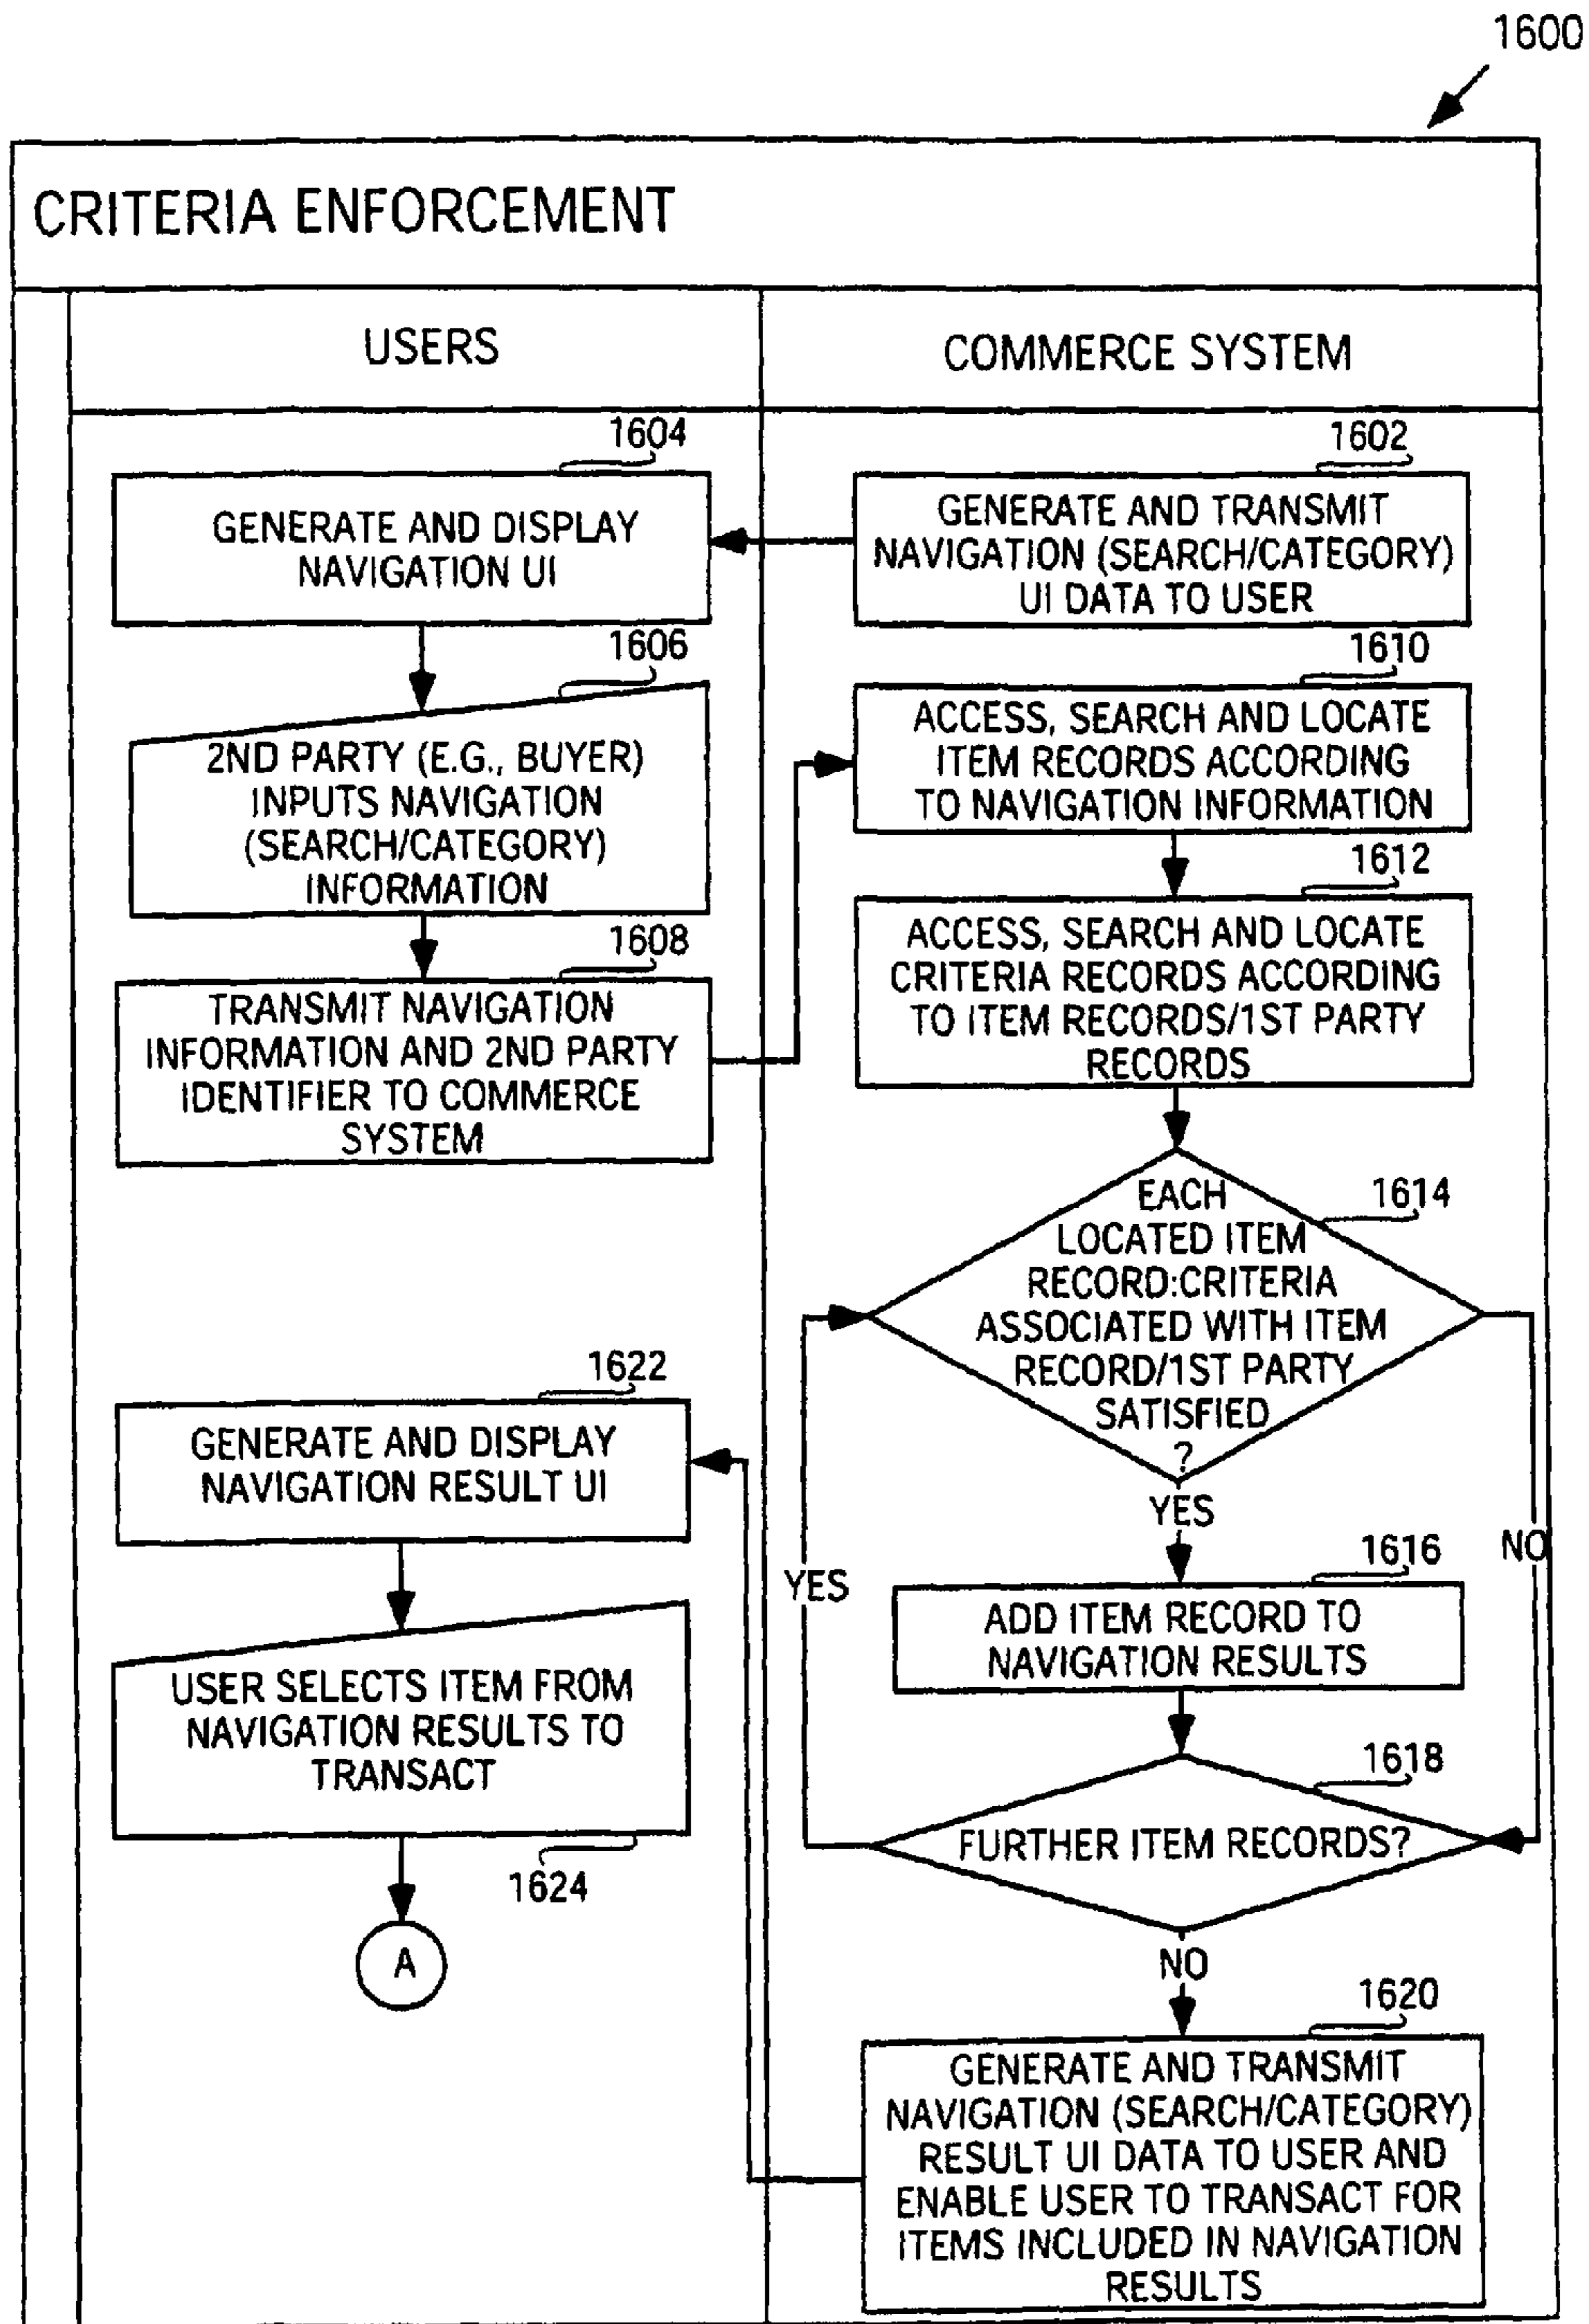 1600
CRITERIA ENFORCEMENT
USERS
COMMERCE SYSTEM
1604
GENERATE AND DISPLAY
NAVIGATION UI
1602
GENERATE AND TRANSMIT
NAVIGATION (SEARCH/CATEGORY)
UI DATA TO USER
1606
2ND PARTY (E.G., BUYER)
INPUTS NAVIGATION
(SEARCH/CATEGORY)
INFORMATION
1608
TRANSMIT NAVIGATION
INFORMATION AND 2ND PARTY
IDENTIFIER TO COMMERCE
SYSTEM
1610
ACCESS, SEARCH AND LOCATE
ITEM RECORDS ACCORDING
TO NAVIGATION INFORMATION
1612
ACCESS, SEARCH AND LOCATE
CRITERIA RECORDS ACCORDING
TO ITEM RECORDS/1ST PARTY
RECORDS
1614
EACH
LOCATED ITEM
RECORD:CRITERIA
ASSOCIATED WITH ITEM
RECORD/1ST PARTY
SATISFIED
?
YES
NO
1616
ADD ITEM RECORD TO
NAVIGATION RESULTS
YES
1618
FURTHER ITEM RECORDS?
NO
1620
GENERATE AND TRANSMIT
NAVIGATION (SEARCH/CATEGORY)
RESULT UI DATA TO USER AND
ENABLE USER TO TRANSACT FOR
ITEMS INCLUDED IN NAVIGATION
RESULTS
1622
GENERATE AND DISPLAY
NAVIGATION RESULT UI
USER SELECTS ITEM FROM
NAVIGATION RESULTS TO
TRANSACT
1624
A